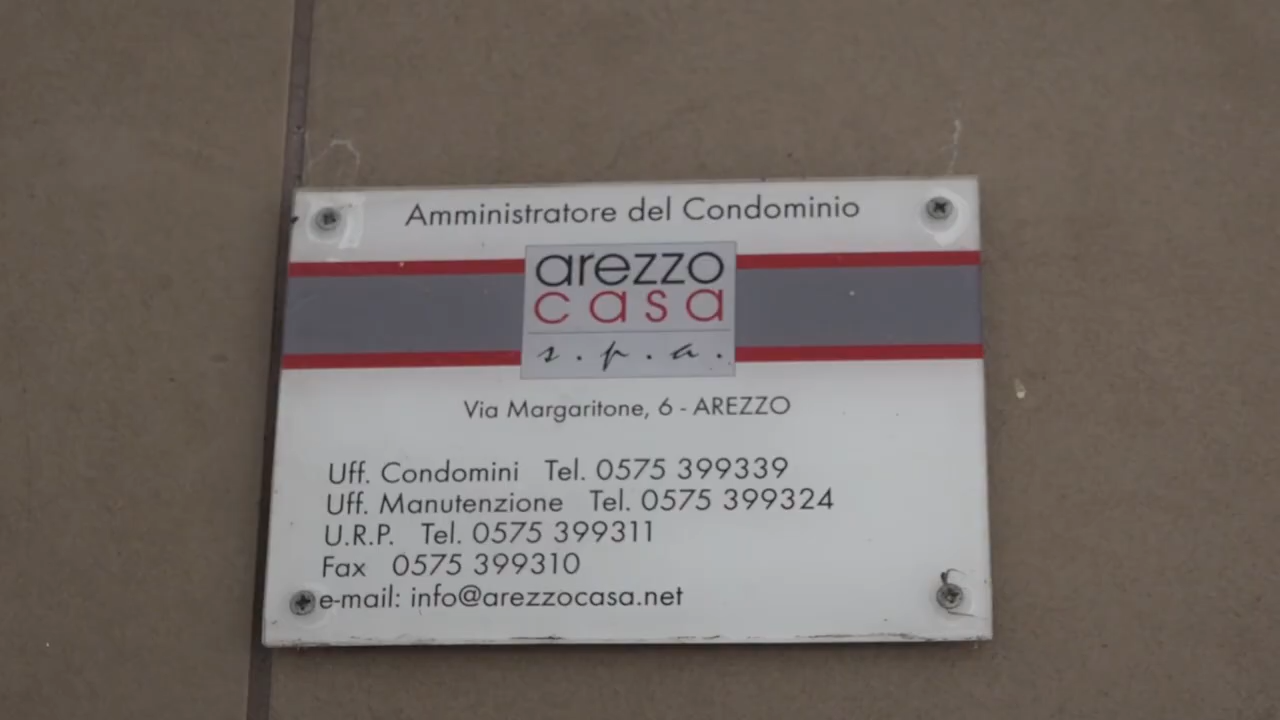 Amministratore del Condominio
arezzo
casa
s.p.a.
Via Margaritone, 6 - AREZZO
Uff. Condomini Tel. 0575 399339
Uff. Manutenzione Tel. 0575 399324
U.R.P. Tel. 0575 399311
Fax 0575 399310
e-mail: info@arezzocasa.net